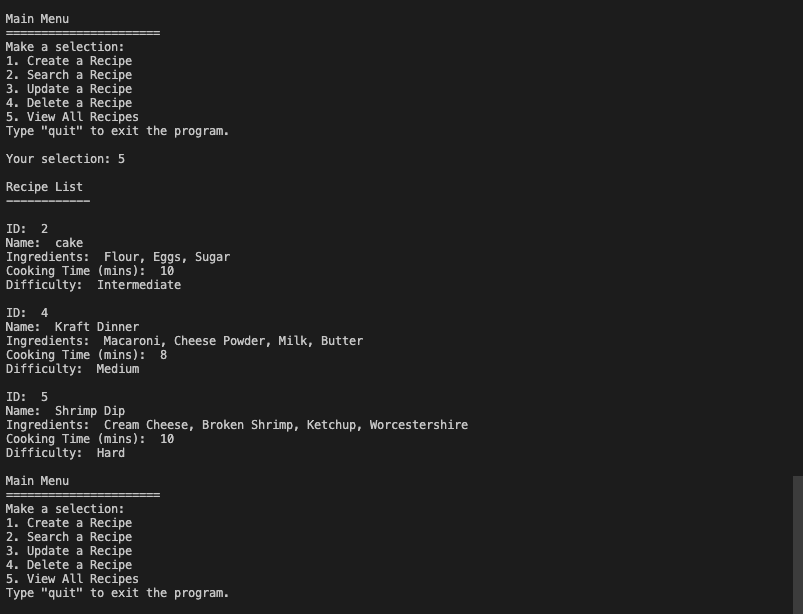 Main Menu
======================
Make a selection:
1. Create a Recipe
2. Search a Recipe
3. Update a Recipe
4. Delete a Recipe
5. View All Recipes
Type "quit" to exit the program.
Your selection: 5
Recipe List
------------
ID:  2
Name:  cake
Ingredients:  Flour, Eggs, Sugar
Cooking Time (mins):  10
Difficulty:  Intermediate
ID:  4
Name:  Kraft Dinner
Ingredients:  Macaroni, Cheese Powder, Milk, Butter
Cooking Time (mins):  8
Difficulty:  Medium
ID:  5
Name:  Shrimp Dip
Ingredients:  Cream Cheese, Broken Shrimp, Ketchup, Worcestershire
Cooking Time (mins):  10
Difficulty:  Hard
Main Menu
======================
Make a selection:
1. Create a Recipe
2. Search a Recipe
3. Update a Recipe
4. Delete a Recipe
5. View All Recipes
Type "quit" to exit the program.